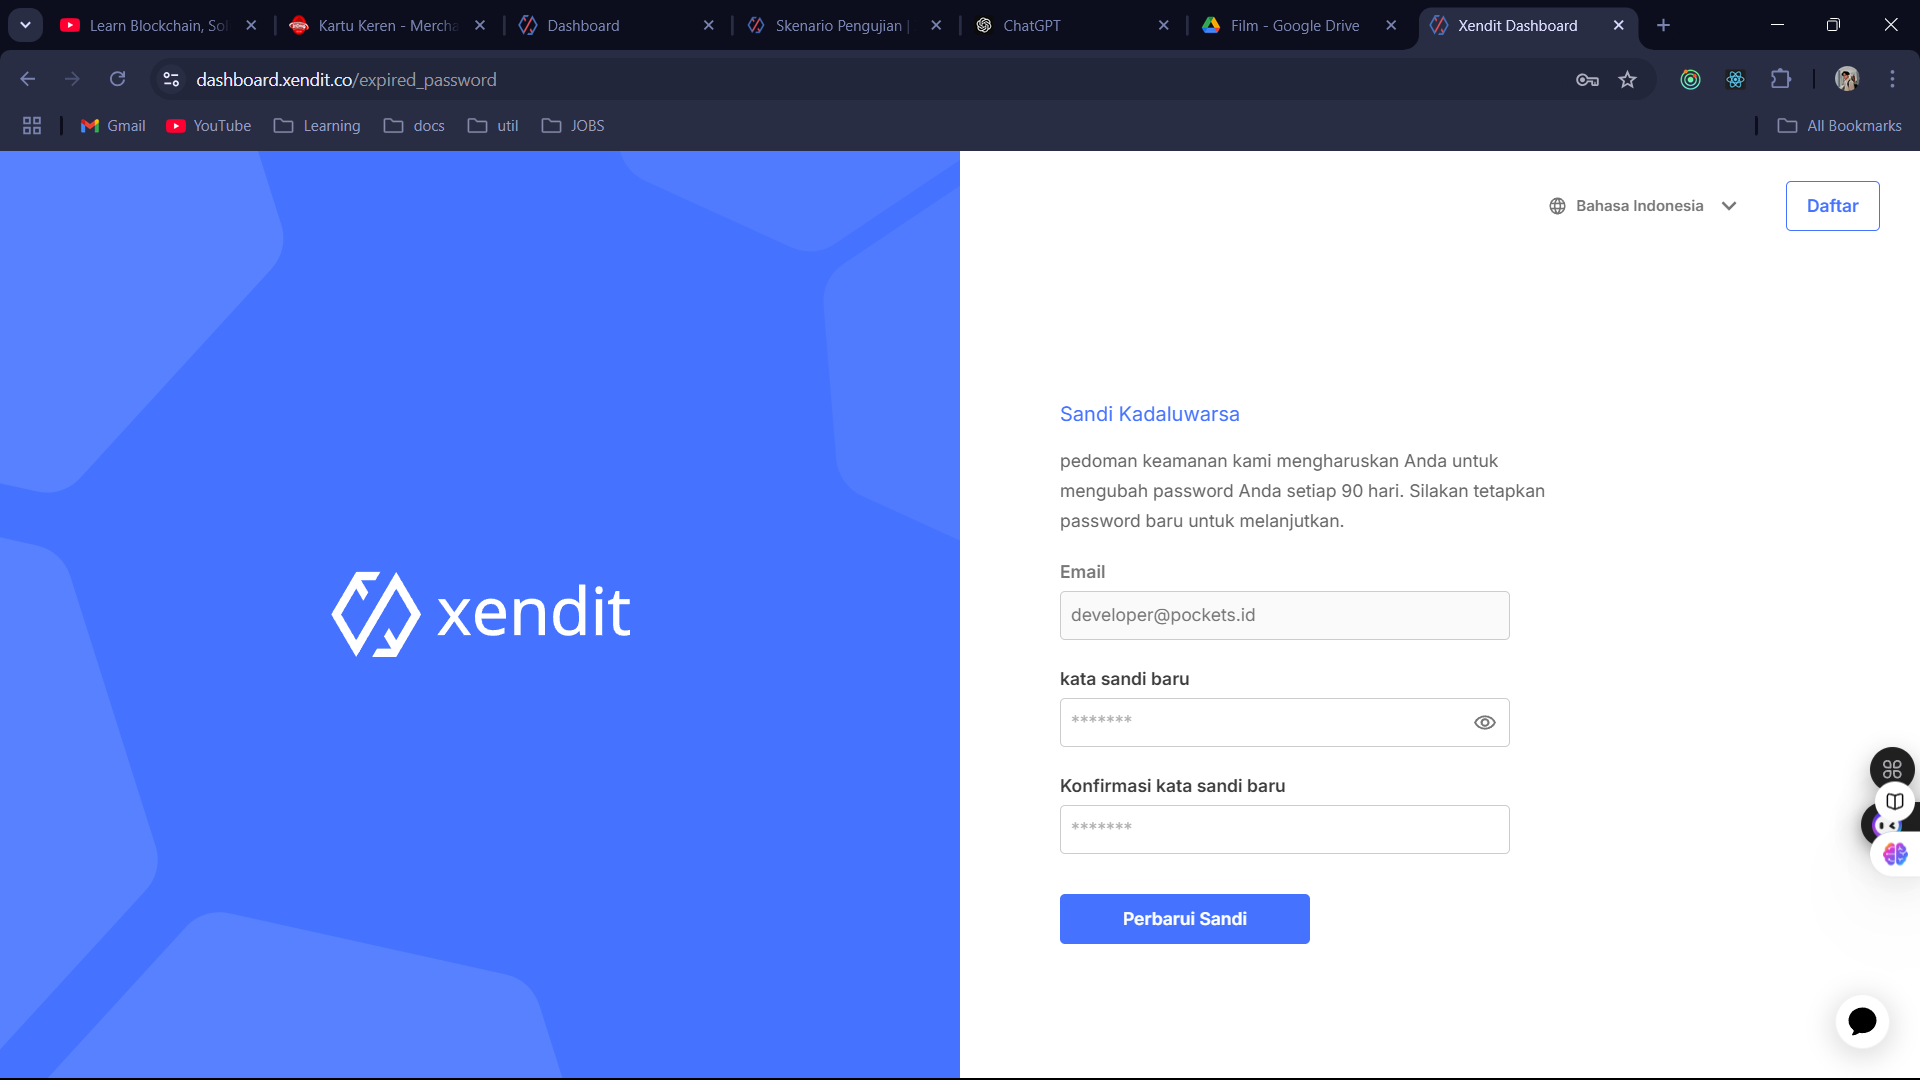 Learn Blockchain, Sol
Kartu Keren - Mercha
Dashboard
Skenario Pengujian |
ChatGPT
Film - Google Drive
Xendit Dashboard
dashboard.xendit.co/expired_password
Gmail
YouTube
Learning
docs
util
JOBS
All Bookmarks
Bahasa Indonesia
Daftar
xendit
Sandi Kadaluwarsa
pedoman keamanan kami mengharuskan Anda untuk
mengubah password Anda setiap 90 hari. Silakan tetapkan
password baru untuk melanjutkan.
Email
developer@pockets.id
kata sandi baru
*******
Konfirmasi kata sandi baru
*******
Perbarui Sandi